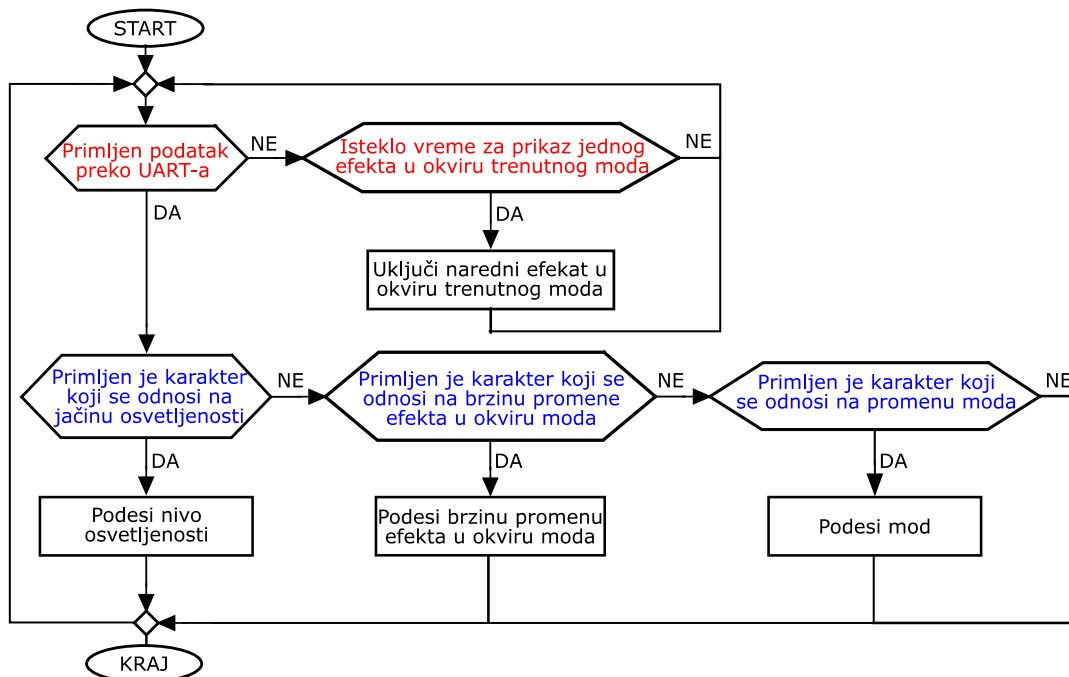 START
Primljen podatak
preko UART-a
NE
Isteklo vreme za prikaz jednog
efekta u okviru trenutnog moda
NE
DA
DA
Uključi naredni efekat u
okviru trenutnog moda
Primljen je karakter
koji se odnosi na
jačinu osvetljenosti
NE
Primljen je karakter koji se
odnosi na brzinu promene
efekta u okviru moda
NE
Primljen je karakter koji
se odnosi na promenu moda
NE
DA
DA
DA
Podesi nivo
osvetljenosti
Podesi brzinu promenu
efekta u okviru moda
Podesi mod
KRAJ